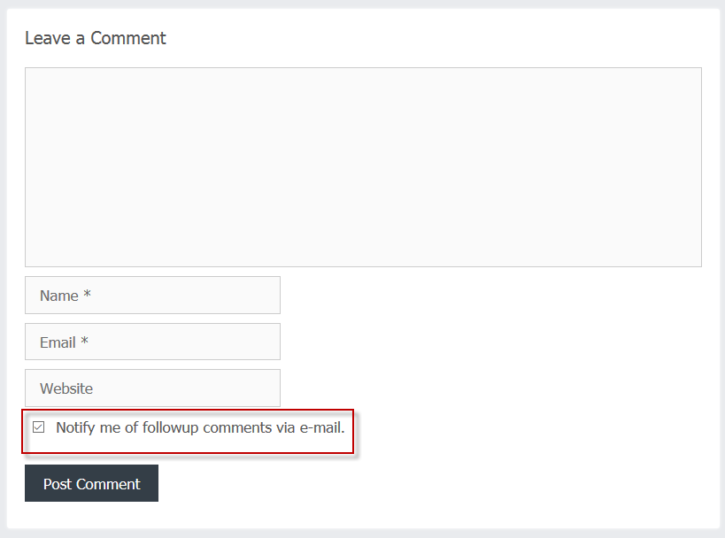 Leave a Comment
Name *
Email *
Website
Notify me of followup comments via e-mail.
Post Comment